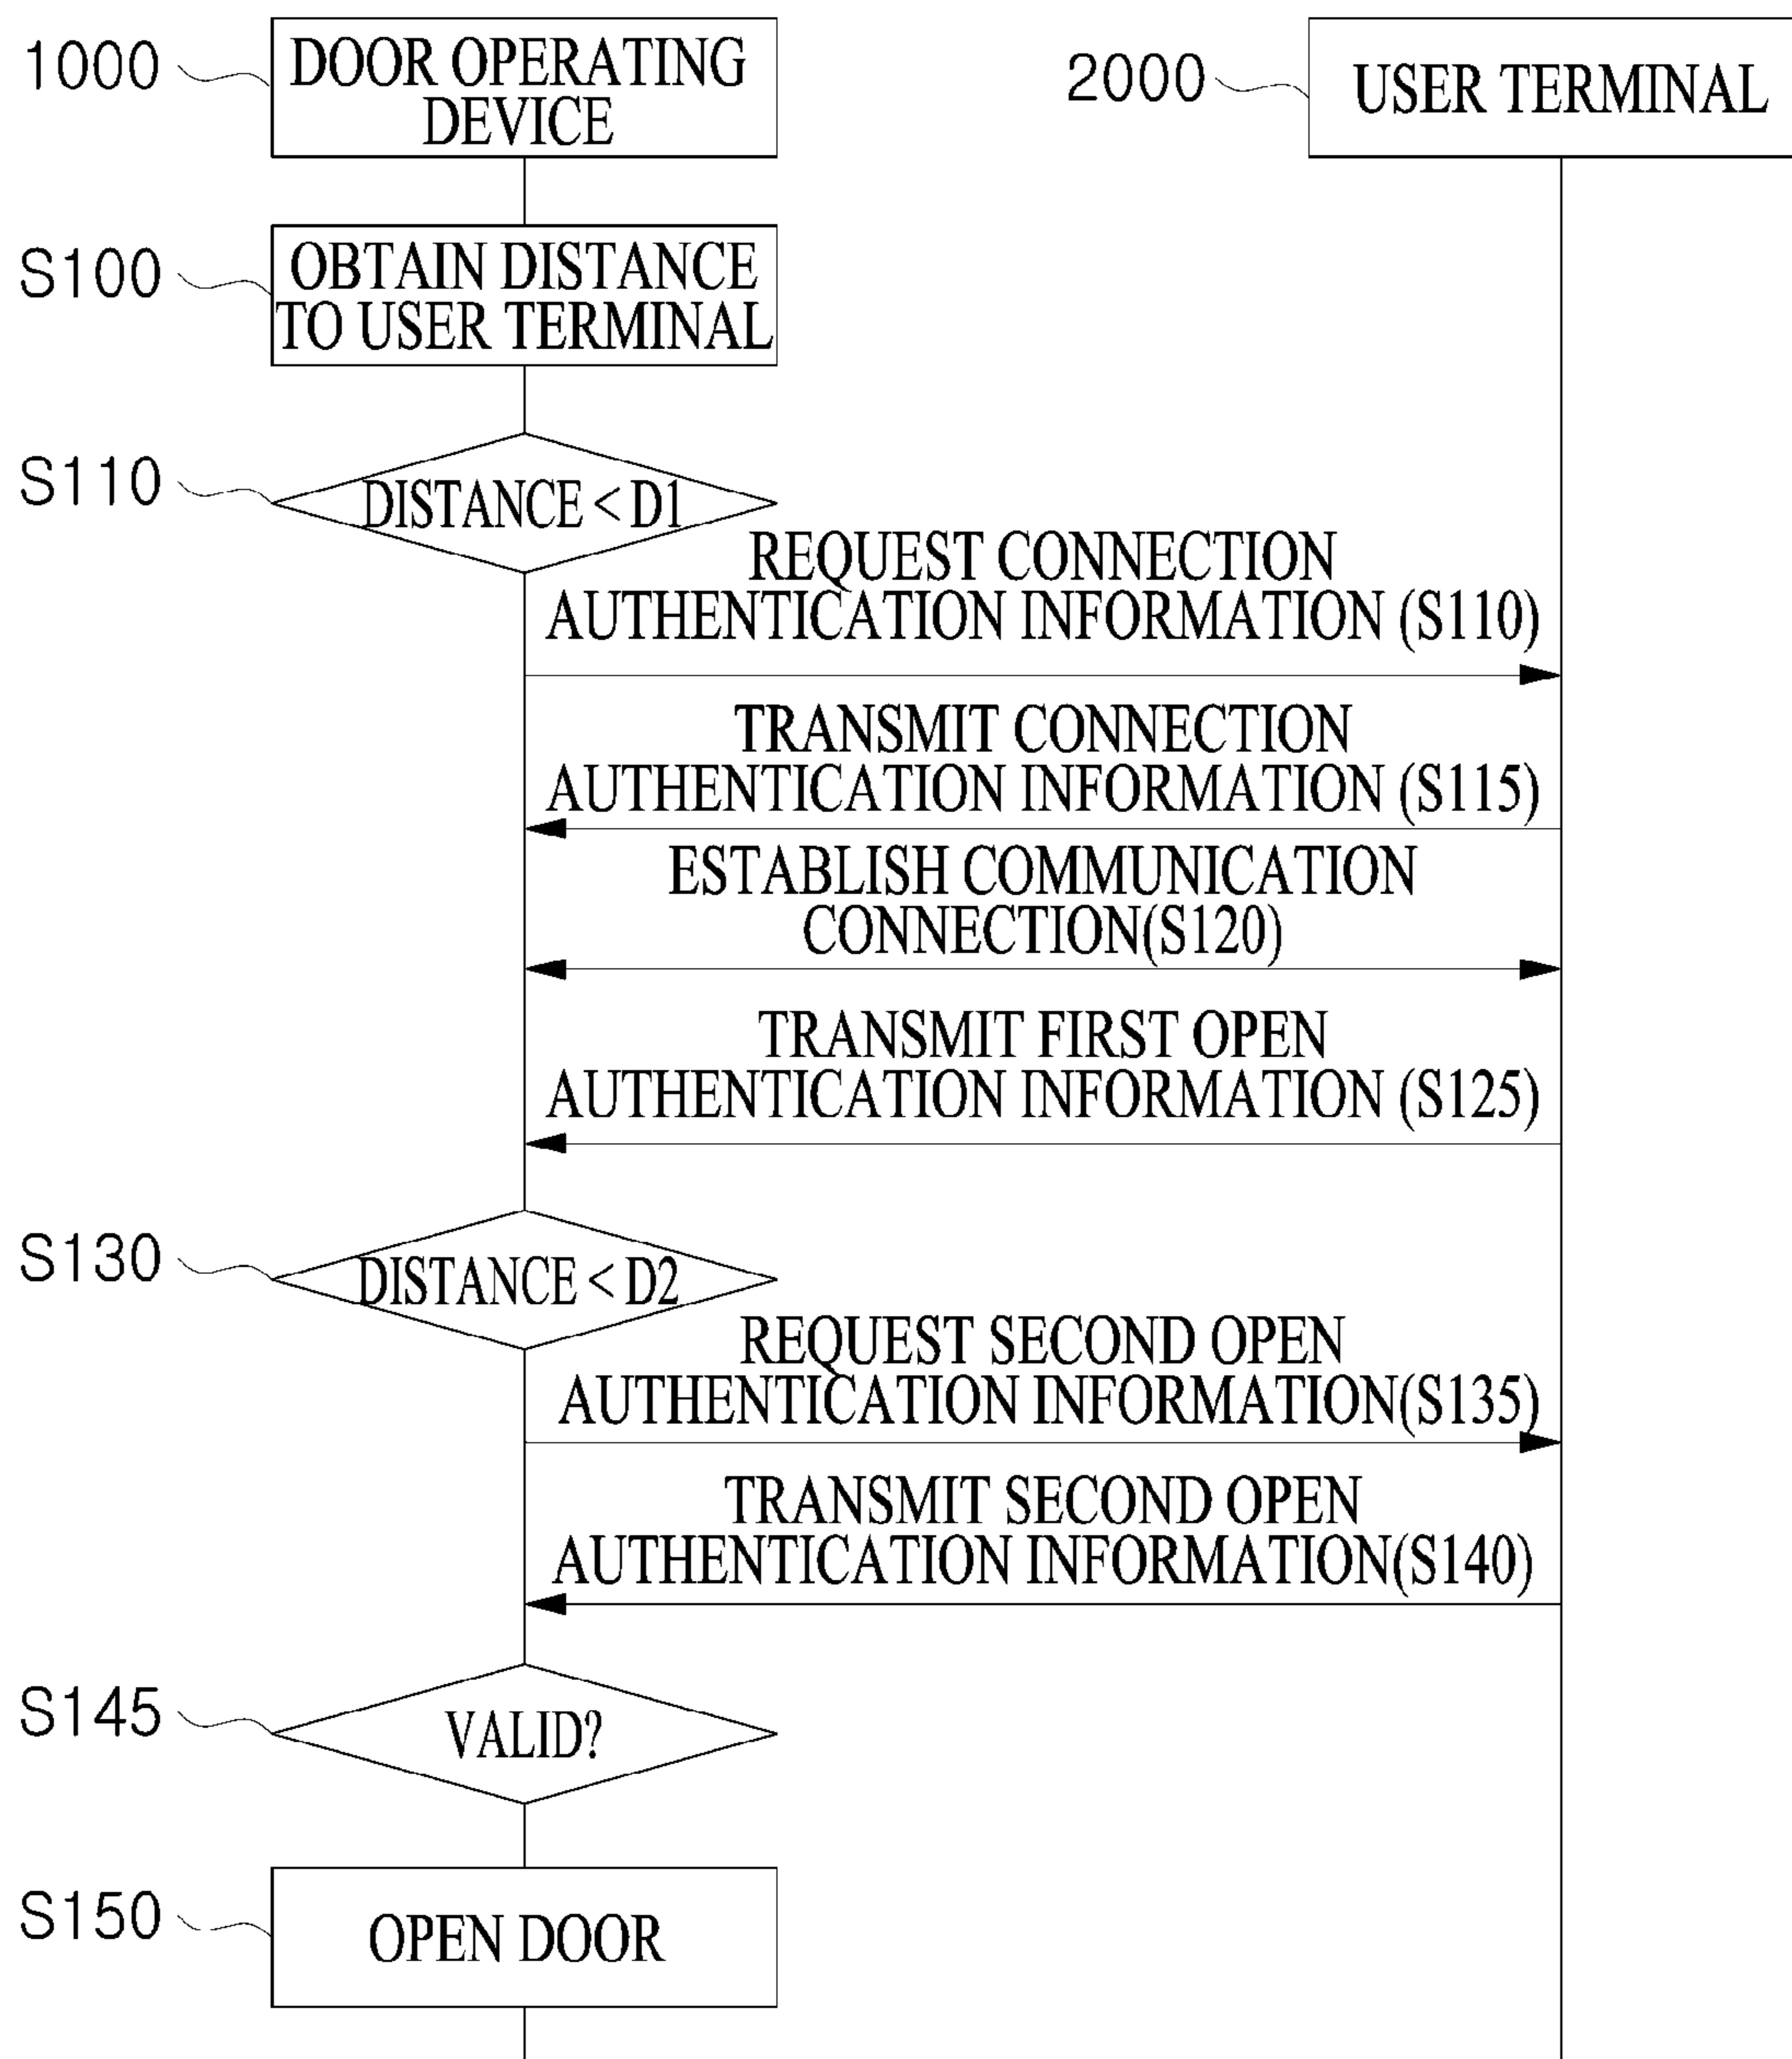 1000
DOOR OPERATING
DEVICE
2000
USER TERMINAL
S100
OBTAIN DISTANCE
TO USER TERMINAL
S110
DISTANCE < D1
REQUEST CONNECTION
AUTHENTICATION INFORMATION (S110)
TRANSMIT CONNECTION
AUTHENTICATION INFORMATION (S115)
ESTABLISH COMMUNICATION
CONNECTION(S120)
TRANSMIT FIRST OPEN
AUTHENTICATION INFORMATION (S125)
S130
DISTANCE < D2
REQUEST SECOND OPEN
AUTHENTICATION INFORMATION(S135)
TRANSMIT SECOND OPEN
AUTHENTICATION INFORMATION(S140)
S145
VALID?
S150
OPEN DOOR